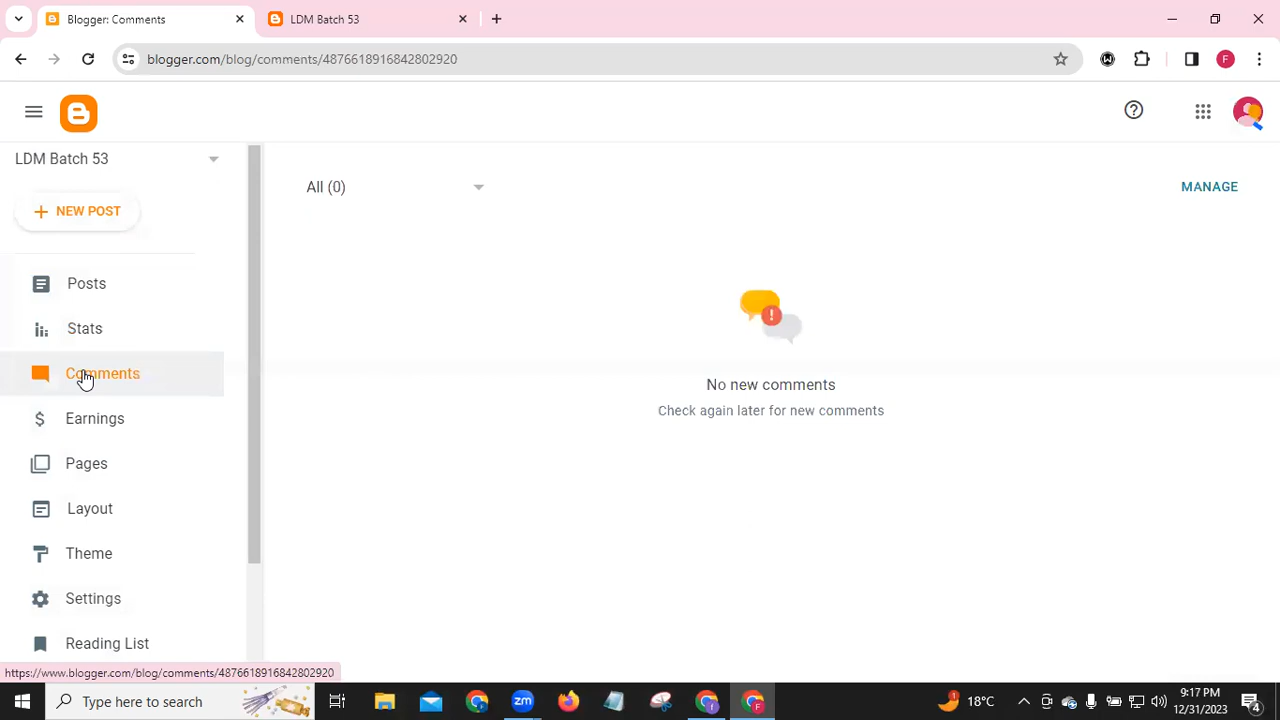 Blogger: Comments
LDM Batch 53
blogger.com/blog/comments/4876618916842802920
F
LDM Batch 53
All (0)
MANAGE
+ NEW POST
Posts
Stats
Comments
Earnings
Pages
Layout
Theme
Settings
Reading List
No new comments
Check again later for new comments
https://www.blogger.com/blog/comments/4876618916842802920
Type here to search
18°C
9:17 PM
12/31/2023
4